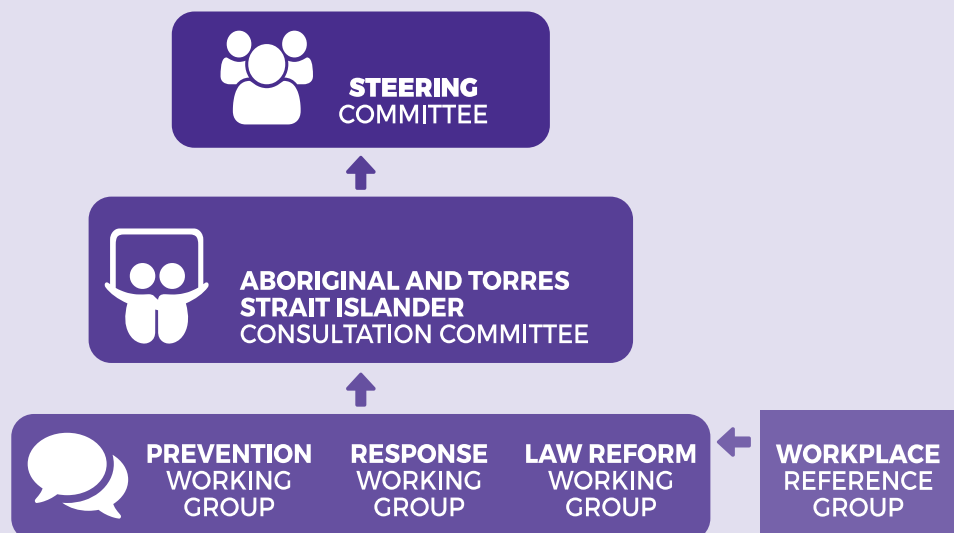 STEERING
COMMITTEE
ABORIGINAL AND TORRES
STRAIT ISLANDER
CONSULTATION COMMITTEE
PREVENTION
WORKING
GROUP
RESPONSE
WORKING
GROUP
LAW REFORM
WORKING
GROUP
WORKPLACE
REFERENCE
GROUP